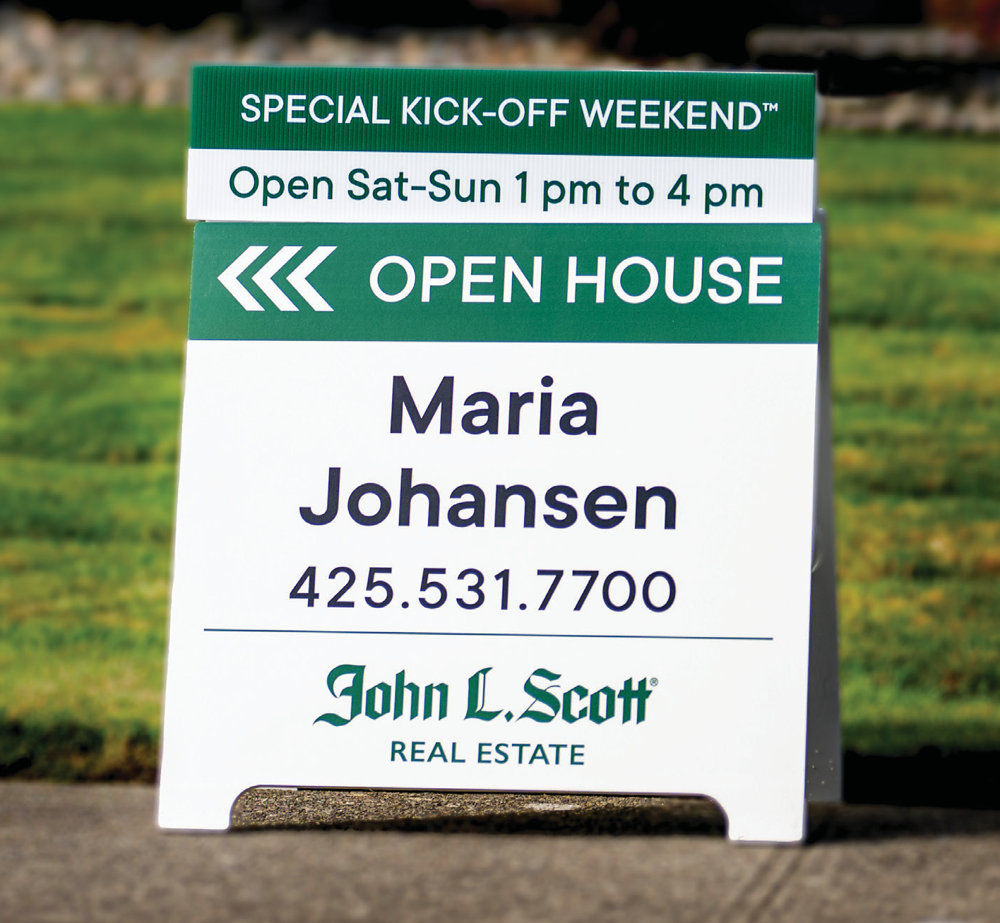 SPECIAL KICK-OFF WEEKEND™
Open Sat-Sun 1 pm to 4 pm
OPEN HOUSE
Maria
Johansen
425.531.7700
John L. Scott®
REAL ESTATE